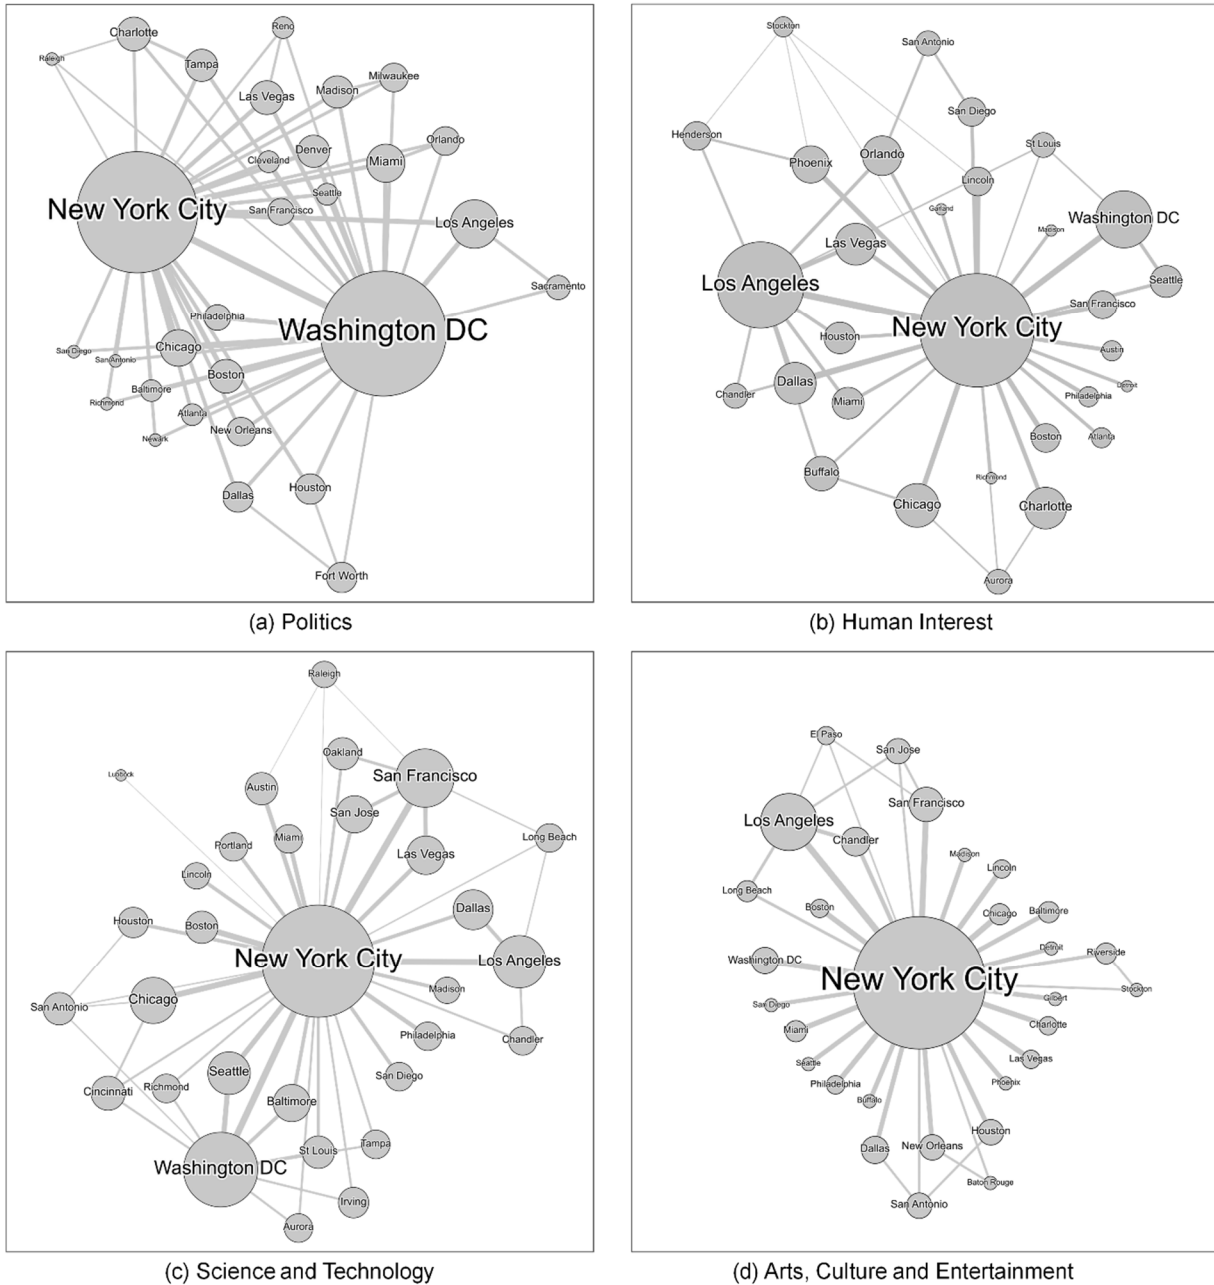 Charlotte
Reno
Raleigh
Tampa
Milwaukee
Las Vegas
Madison
Orlando
Denver
Cleveland
Miami
Seattle
New York City
San Francisco
Los Angeles
Sacramento
Philadelphia
Washington DC
San Diego
Chicago
San Antonio
Boston
Baltimore
Richmond
Atlanta
New Orleans
Newark
Dallas
Houston
Fort Worth
(a) Politics
Stockton
San Antonio
San Diego
Henderson
Phoenix
Orlando
St Louis
Lincoln
Garland
Washington DC
Madison
Las Vegas
Los Angeles
Seattle
San Francisco
New York City
Houston
Austin
Dallas
Detroit
Chandler
Miami
Philadelphia
Boston
Atlanta
Buffalo
Richmond
Chicago
Charlotte
Aurora
(b) Human Interest
Raleigh
Oakland
San Francisco
Lubbock
Austin
San Jose
Portland
Miami
Long Beach
Las Vegas
Lincoln
Dallas
Houston
Boston
New York City
Los Angeles
Madison
San Antonio
Chicago
Philadelphia
Chandler
Seattle
San Diego
Cincinnati
Richmond
Baltimore
St Louis
Tampa
Washington DC
Irving
Aurora
(c) Science and Technology
El Paso
San Jose
San Francisco
Los Angeles
Chandler
Madison
Lincoln
Long Beach
Boston
Chicago
Baltimore
Detroit
Riverside
Washington DC
New York City
Stockton
San Diego
Gilbert
Miami
Charlotte
Seattle
Las Vegas
Philadelphia
Phoenix
Buffalo
Houston
Dallas
New Orleans
Baton Rouge
San Antonio
(d) Arts, Culture and Entertainment